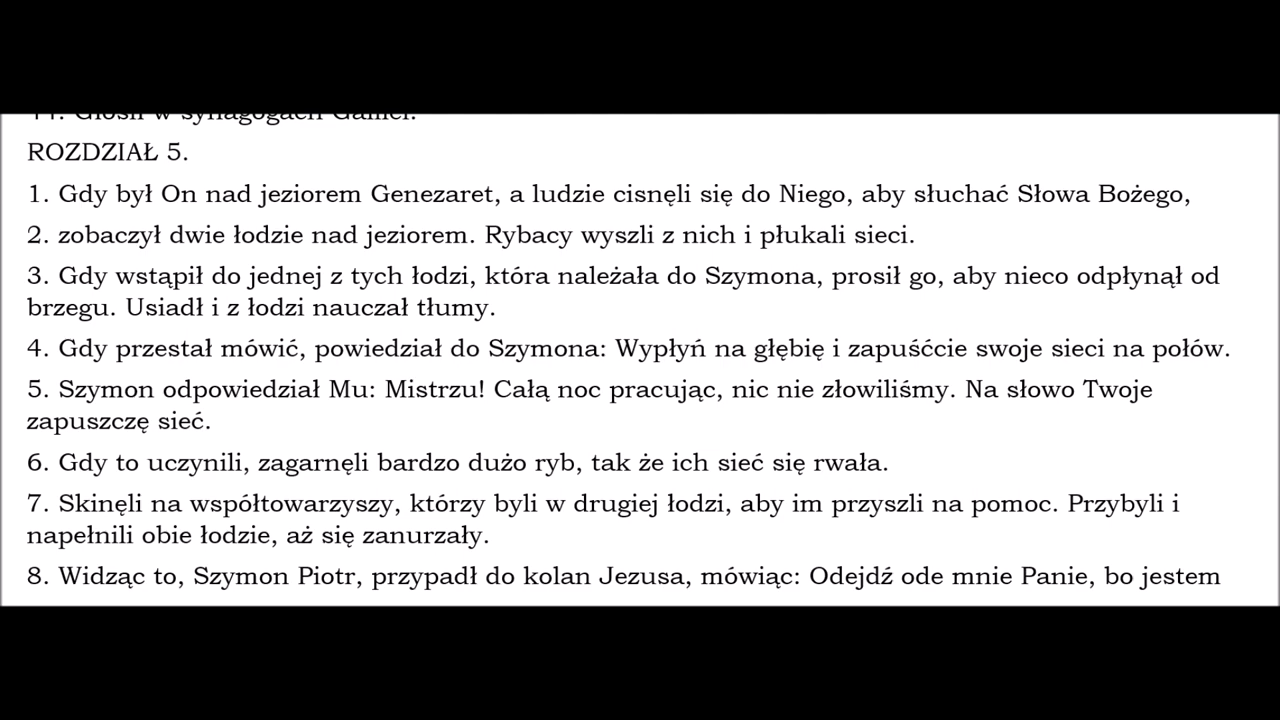 44. Głosił w synagogach Galilei.
ROZDZIAŁ 5.
1. Gdy był On nad jeziorem Genezaret, a ludzie cisnęli się do Niego, aby słuchać Słowa Bożego,
2. zobaczył dwie łodzie nad jeziorem. Rybacy wyszli z nich i płukali sieci.
3. Gdy wstąpił do jednej z tych łodzi, która należała do Szymona, prosił go, aby nieco odpłynął od
brzegu. Usiadł i z łodzi nauczał tłumy.
4. Gdy przestał mówić, powiedział do Szymona: Wypłyń na głębię i zapuśćcie swoje sieci na połów.
5. Szymon odpowiedział Mu: Mistrzu! Całą noc pracując, nic nie złowiliśmy. Na słowo Twoje
zapuszczę sieć.
6. Gdy to uczynili, zagarnęli bardzo dużo ryb, tak że ich sieć się rwała.
7. Skinęli na współtowarzyszy, którzy byli w drugiej łodzi, aby im przyszli na pomoc. Przybyli i
napełnili obie łodzie, aż się zanurzały.
8. Widząc to, Szymon Piotr, przypadł do kolan Jezusa, mówiąc: Odejdź ode mnie Panie, bo jestem